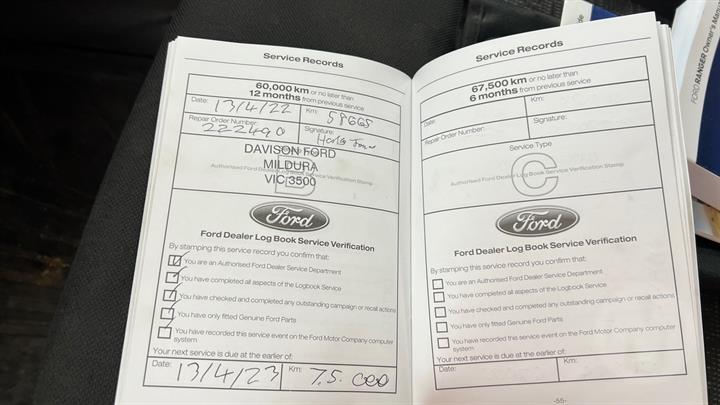 Service Records
60,000 km or no later than
12 months from previous service
Date: 13/4/22 Km: 59665
Repair Order Number: 222490 Signature:
DAVISON FORD
MILDURA
VIC 3500
B
Authorised Ford Dealer Log Book Service Verification Stamp
Ford
Ford Dealer Log Book Service Verification
By stamping this service record you confirm that:
You are an Authorised Ford Dealer Service Department
You have completed all aspects of the Logbook Service
You have checked and completed any outstanding campaign or recall actions
You have only fitted Genuine Ford Parts
You have recorded this service event on the Ford Motor Company computer
system
Your next service is due at the earlier of:
Date: 13/4/23 Km: 75.000
Service Records
67,500 km or no later than
6 months from previous service
Date: Km:
Repair Order Number: Signature:
Service Type
C
Authorised Ford Dealer Log Book Service Verification Stamp
Ford
Ford Dealer Log Book Service Verification
By stamping this service record you confirm that:
You are an Authorised Ford Dealer Service Department
You have completed all aspects of the Logbook Service
You have checked and completed any outstanding campaign or recall actions
You have only fitted Genuine Ford Parts
You have recorded this service event on the Ford Motor Company computer
system
Your next service is due at the earlier of:
Date: Km:
-55-
FORD RANGER Owner's Manu